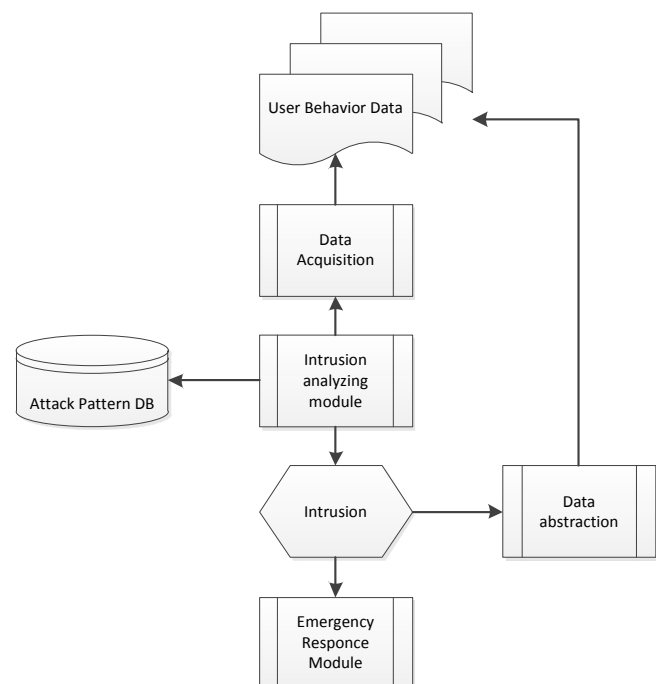 User Behavior Data
Data
Acquisition
Attack Pattern DB
Intrusion
analyzing
module
Intrusion
Data
abstraction
Emergency
Responce
Module